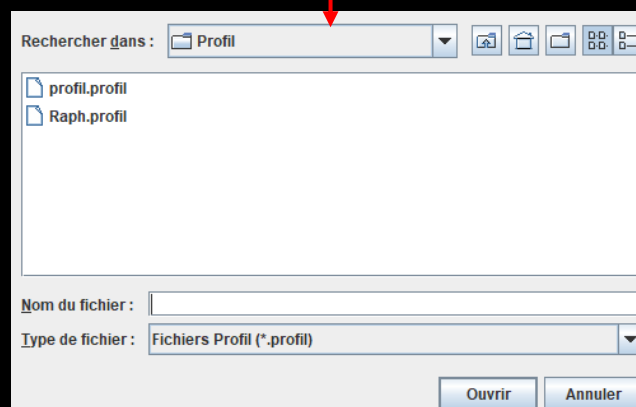 Rechercher dans : Profil
profil.profil
Raph.profil
Nom du fichier :
Type de fichier : Fichiers Profil (*.profil)
Ouvrir Annuler